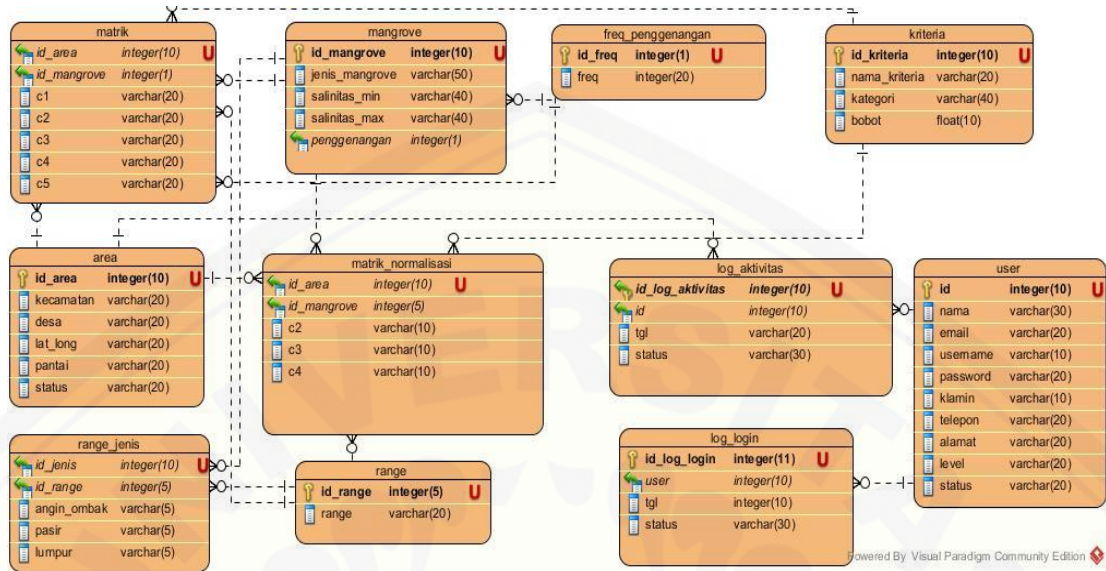 matrik
id_area integer(10) U
id_mangrove integer(1)
c1 varchar(20)
c2 varchar(20)
c3 varchar(20)
c4 varchar(20)
c5 varchar(20)
mangrove
id_mangrove integer(10) U
jenis_mangrove varchar(50)
salinitas_min varchar(40)
salinitas_max varchar(40)
penggenangan integer(1)
freq_penggenangan
id_freq integer(1) U
freq integer(20)
kriteria
id_kriteria integer(10) U
nama_kriteria varchar(20)
kategori varchar(40)
bobot float(10)
area
id_area integer(10) U
kecamatan varchar(20)
desa varchar(20)
lat_long varchar(20)
pantai varchar(20)
status varchar(20)
matrik_normalisasi
id_area integer(10) U
id_mangrove integer(5)
c2 varchar(10)
c3 varchar(10)
c4 varchar(10)
log_aktivitas
id_log_aktivitas integer(10) U
id integer(10)
tgl varchar(20)
status varchar(30)
user
id integer(10) U
nama varchar(30)
email varchar(20)
username varchar(10)
password varchar(20)
klamin varchar(10)
telepon varchar(20)
alamat varchar(20)
level varchar(20)
status varchar(20)
range_jenis
id_jenis integer(10) U
id_range integer(5)
angin_ombak varchar(5)
pasir varchar(5)
lumpur varchar(5)
range
id_range integer(5) U
range varchar(20)
log_login
id_log_login integer(11) U
user integer(10)
tgl integer(10)
status varchar(30)
Powered By Visual Paradigm Community Edition